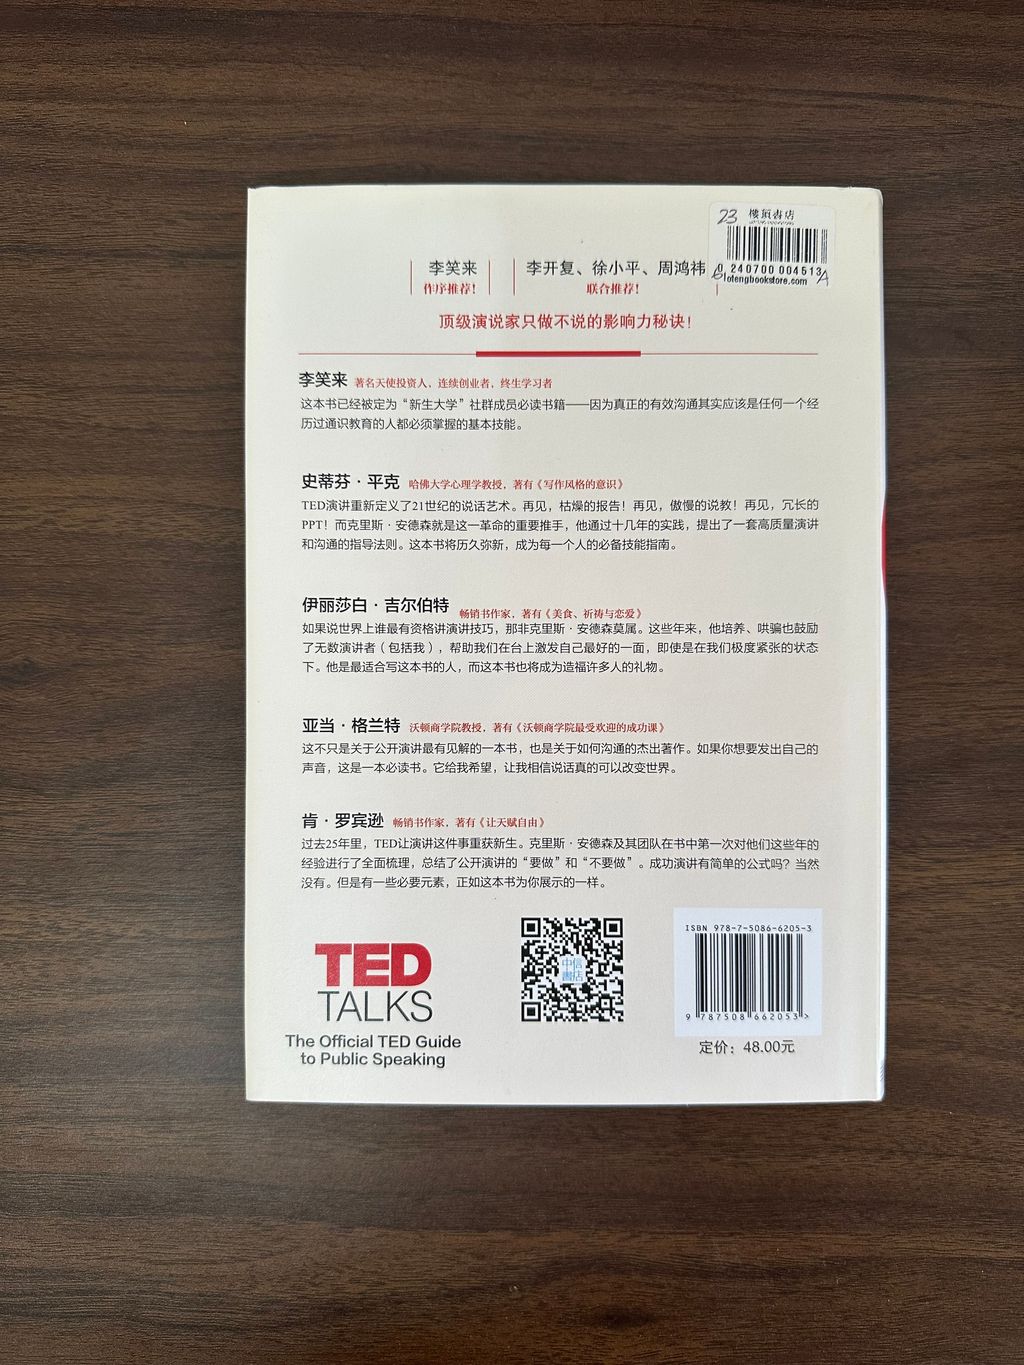 23 樓頂書店
0 240700 004513
B lotengbookstore.com A
李笑来
作序推荐!
李开复、徐小平、周鸿祎
联合推荐!
顶级演说家只做不说的影响力秘诀!
李笑来 著名天使投资人，连续创业者，终生学习者
这本书已经被定为“新生大学”社群成员必读书籍——因为真正的有效沟通其实应该是任何一个经
历过通识教育的人都必须掌握的基本技能。
史蒂芬·平克 哈佛大学心理学教授，著有《写作风格的意识》
TED演讲重新定义了21世纪的说话艺术。再见，枯燥的报告！再见，傲慢的说教！再见，冗长的
PPT！而克里斯·安德森就是这一革命的重要推手，他通过十几年的实践，提出了一套高质量演讲
和沟通的指导法则。这本书将历久弥新，成为每一个人的必备技能指南。
伊丽莎白·吉尔伯特 畅销书作家，著有《美食、祈祷与恋爱》
如果说世界上谁最有资格讲演讲技巧，那非克里斯·安德森莫属。这些年来，他培养、哄骗也鼓励
了无数演讲者（包括我），帮助我们在台上激发自己最好的一面，即使是在我们极度紧张的状态
下。他是最适合写这本书的人，而这本书也将成为造福许多人的礼物。
亚当·格兰特 沃顿商学院教授，著有《沃顿商学院最受欢迎的成功课》
这不只是关于公开演讲最有见解的一本书，也是关于如何沟通的杰出著作。如果你想要发出自己的
声音，这是一本必读书。它给我希望，让我相信说话真的可以改变世界。
肯·罗宾逊 畅销书作家，著有《让天赋自由》
过去25年里，TED让演讲这件事重获新生。克里斯·安德森及其团队在书中第一次对他们这些年的
经验进行了全面梳理，总结了公开演讲的“要做”和“不要做”。成功演讲有简单的公式吗？当然
没有。但是有一些必要元素，正如这本书为你展示的一样。
TED
TALKS
The Official TED Guide
to Public Speaking
中信
書店
ISBN 978-7-5086-6205-3
9 787508 662053 >
定价：48.00元